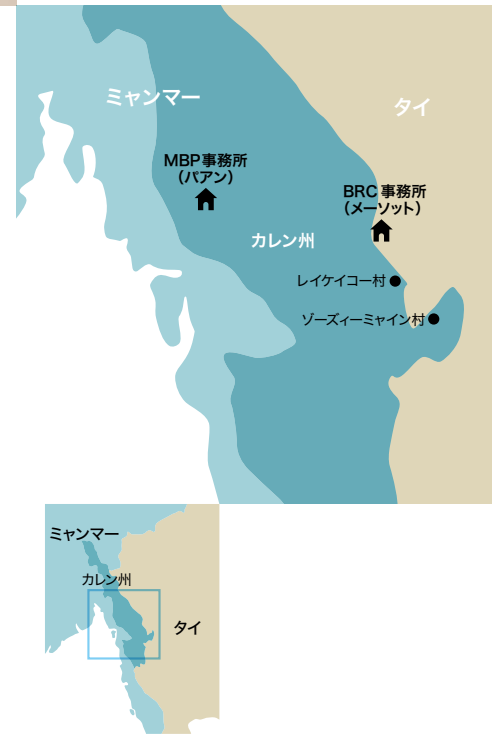 ミャンマー
タイ
MBP事務所
（パアン）
BRC 事務所
（メーソット）
カレン州
レイケイコー村
ゾーズィーミャイン村
ミャンマー
カレン州
タイ